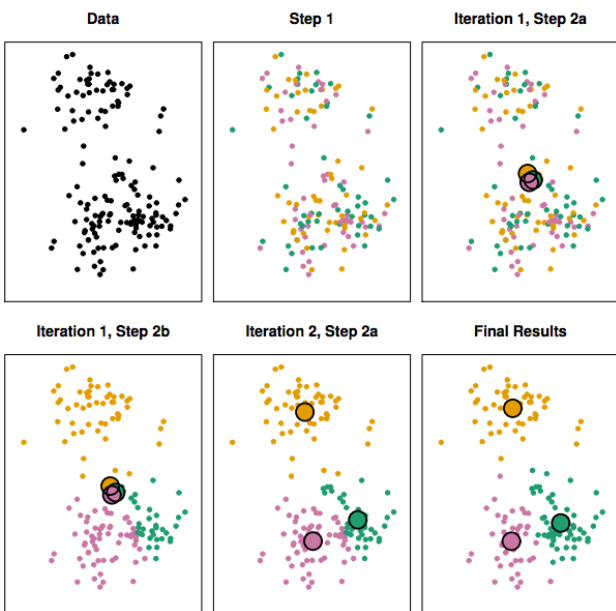 Data
Step 1
Iteration 1, Step 2a
Iteration 1, Step 2b
Iteration 2, Step 2a
Final Results